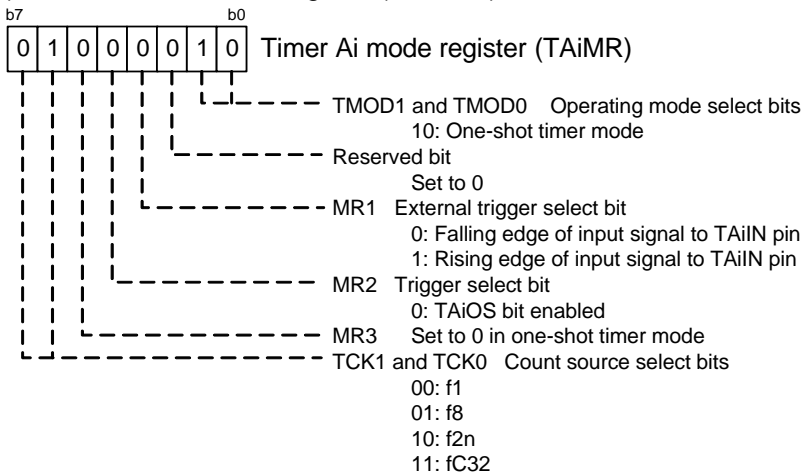 b7 b0
0 1 0 0 0 0 1 0 Timer Ai mode register (TAiMR)
TMOD1 and TMOD0 Operating mode select bits
10: One-shot timer mode
Reserved bit
Set to 0
MR1 External trigger select bit
0: Falling edge of input signal to TAiIN pin
1: Rising edge of input signal to TAiIN pin
MR2 Trigger select bit
0: TAiOS bit enabled
MR3 Set to 0 in one-shot timer mode
TCK1 and TCK0 Count source select bits
00: f1
01: f8
10: f2n
11: fC32